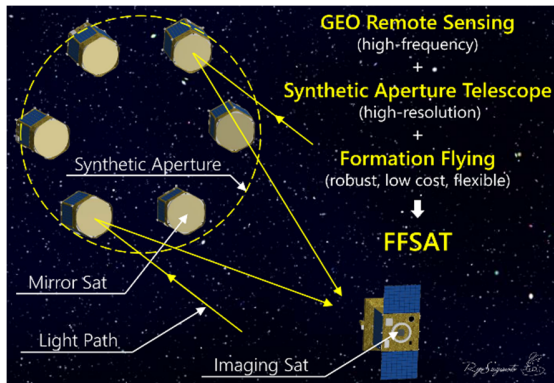 GEO Remote Sensing
(high-frequency)
+
Synthetic Aperture Telescope
(high-resolution)
+
Formation Flying
(robust, low cost, flexible)
FFSAT
Synthetic Aperture
Mirror Sat
Light Path
Imaging Sat